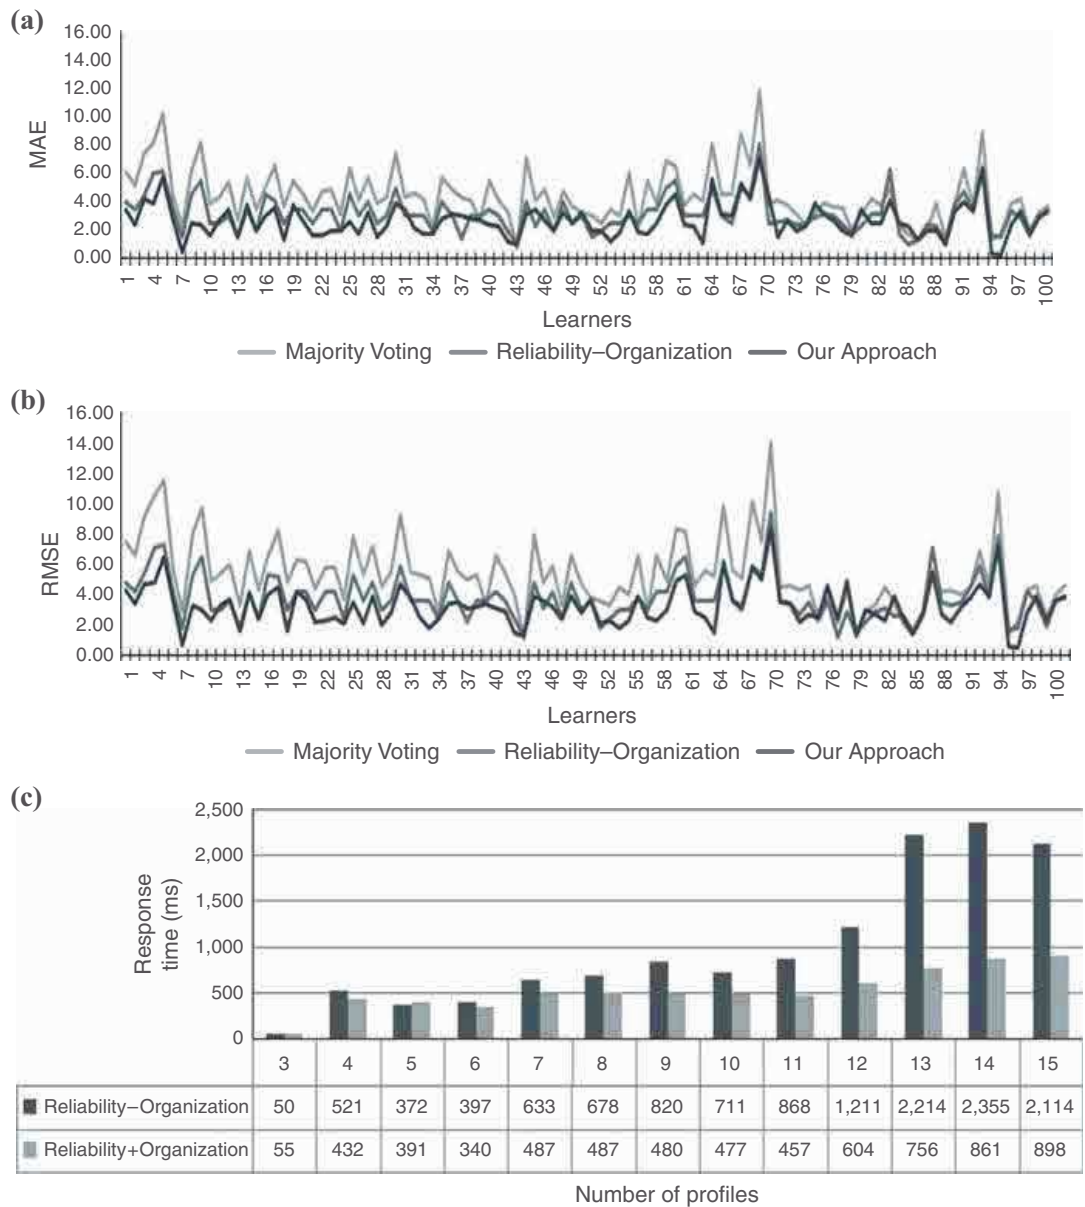 (a)
16.00
14.00
12.00
10.00
8.00
6.00
4.00
2.00
0.00
MAE
1 4 7 10 13 16 19 22 25 28 31 34 37 40 43 46 49 52 55 58 61 64 67 70 73 76 79 82 85 88 91 94 97 100
Learners
Majority Voting Reliability–Organization Our Approach
(b)
16.00
14.00
12.00
10.00
8.00
6.00
4.00
2.00
0.00
RMSE
1 4 7 10 13 16 19 22 25 28 31 34 37 40 43 46 49 52 55 58 61 64 67 70 73 76 79 82 85 88 91 94 97 100
Learners
Majority Voting Reliability–Organization Our Approach
(c)
2,500
2,000
1,500
1,000
500
0
Response
time (ms)
3 4 5 6 7 8 9 10 11 12 13 14 15
Reliability–Organization 50 521 372 397 633 678 820 711 868 1,211 2,214 2,355 2,114
Reliability+Organization 55 432 391 340 487 487 480 477 457 604 756 861 898
Number of profiles